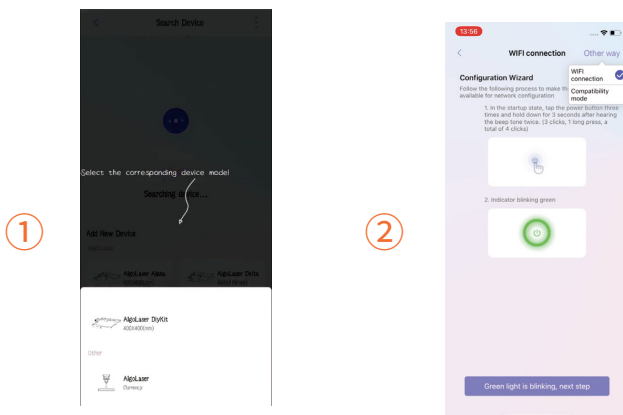 1
Search Device
Select the corresponding device model
Searching device...
Add New Device
AlgoLaser Alpha
AlgoLaser Delta
AlgoLaser DiyKit
400X400(mm)
Other
AlgoLaser
2
13:56
WIFI connection
Other way
WIFI
connection
Compatibility
mode
Configuration Wizard
Follow the following process to make th
available for network configuration
1. In the startup state, tap the power button three
times and hold down for 3 seconds after hearing
the beep tone twice. (3 clicks, 1 long press, a
total of 4 clicks)
2. Indicator blinking green
Green light is blinking, next step